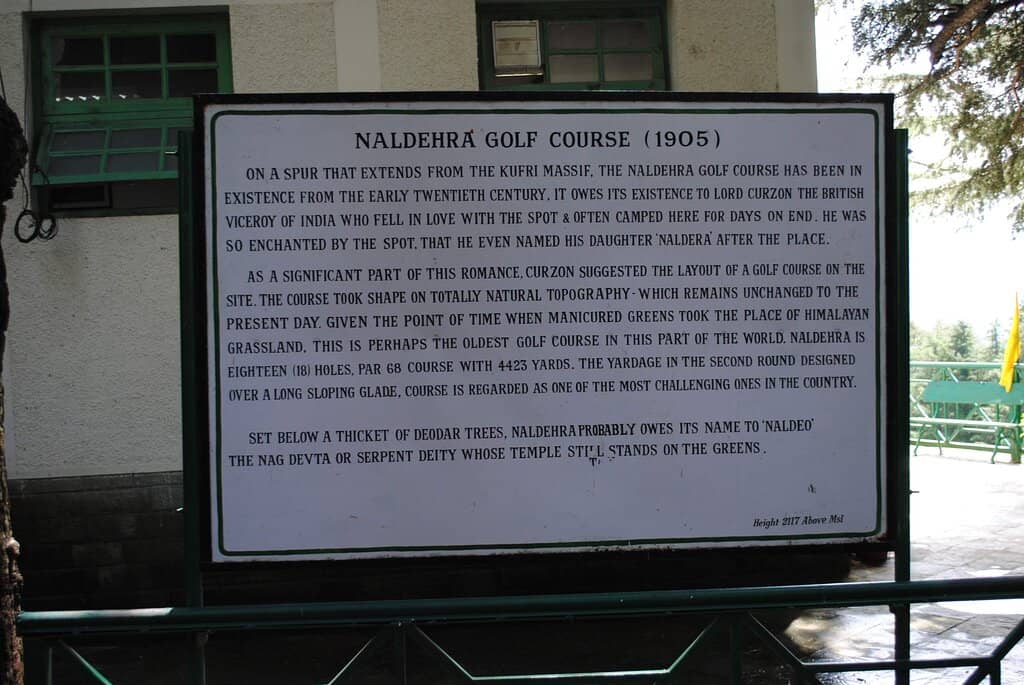 NALDEHRA GOLF COURSE (1905)
ON A SPUR THAT EXTENDS FROM THE KUFRI MASSIF, THE NALDEHRA GOLF COURSE HAS BEEN IN
EXISTENCE FROM THE EARLY TWENTIETH CENTURY, IT OWES ITS EXISTENCE TO LORD CURZON THE BRITISH
VICEROY OF INDIA WHO FELL IN LOVE WITH THE SPOT & OFTEN CAMPED HERE FOR DAYS ON END. HE WAS
SO ENCHANTED BY THE SPOT, THAT HE EVEN NAMED HIS DAUGHTER 'NALDERA' AFTER THE PLACE.
AS A SIGNIFICANT PART OF THIS ROMANCE, CURZON SUGGESTED THE LAYOUT OF A GOLF COURSE ON THE
SITE. THE COURSE TOOK SHAPE ON TOTALLY NATURAL TOPOGRAPHY - WHICH REMAINS UNCHANGED TO THE
PRESENT DAY. GIVEN THE POINT OF TIME WHEN MANICURED GREENS TOOK THE PLACE OF HIMALAYAN
GRASSLAND, THIS IS PERHAPS THE OLDEST GOLF COURSE IN THIS PART OF THE WORLD. NALDEHRA IS
EIGHTEEN (18) HOLES, PAR 68 COURSE WITH 4423 YARDS. THE YARDAGE IN THE SECOND ROUND DESIGNED
OVER A LONG SLOPING GLADE, COURSE IS REGARDED AS ONE OF THE MOST CHALLENGING ONES IN THE COUNTRY.
SET BELOW A THICKET OF DEODAR TREES, NALDEHRA PROBABLY OWES ITS NAME TO 'NALDEO'
THE NAG DEVTA OR SERPENT DEITY WHOSE TEMPLE STILL STANDS ON THE GREENS.
Height 2117 Above Msl